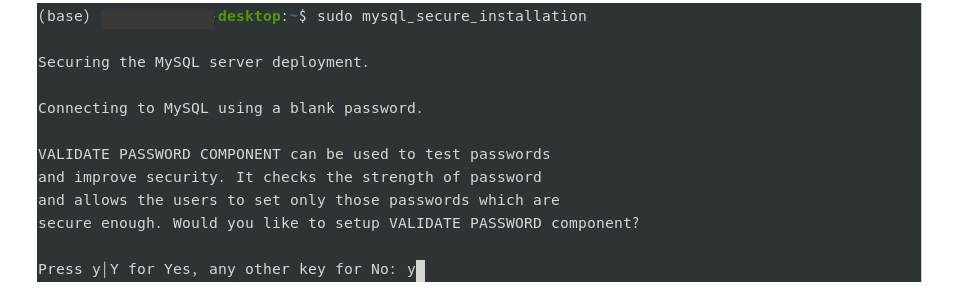 (base) desktop:~$ sudo mysql_secure_installation
Securing the MySQL server deployment.
Connecting to MySQL using a blank password.
VALIDATE PASSWORD COMPONENT can be used to test passwords
and improve security. It checks the strength of password
and allows the users to set only those passwords which are
secure enough. Would you like to setup VALIDATE PASSWORD component?
Press y|Y for Yes, any other key for No: y